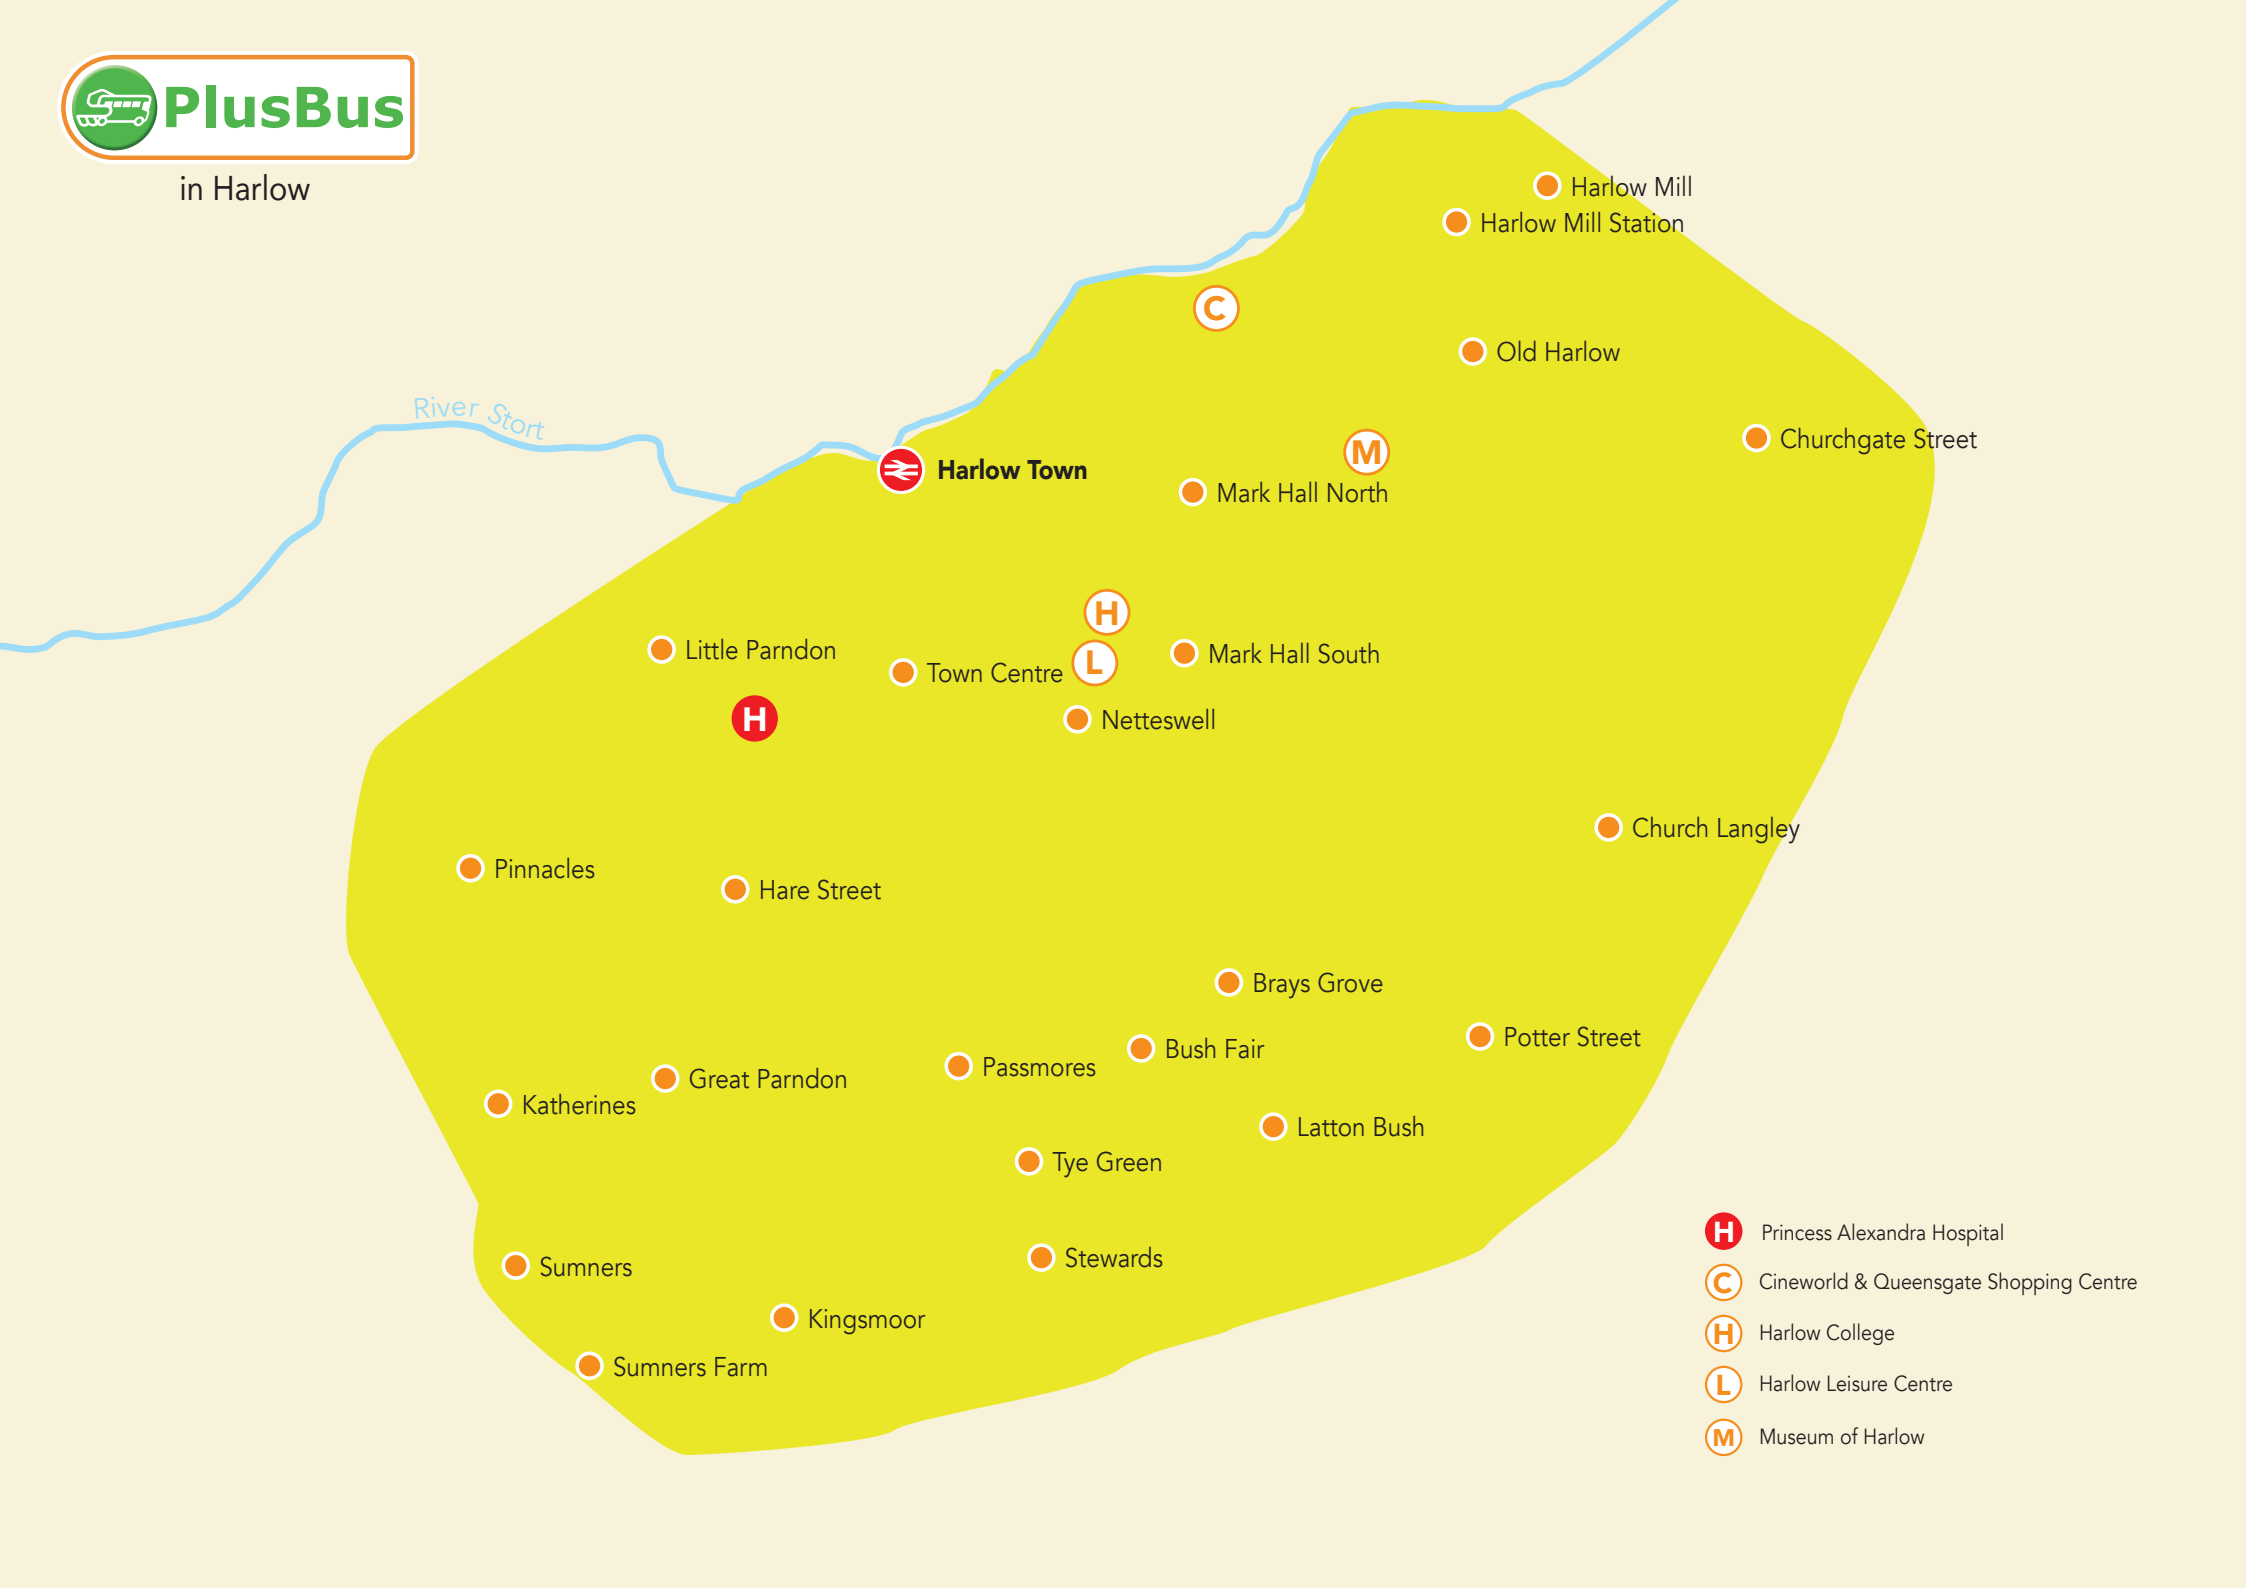 PlusBus
in Harlow
Harlow Mill
Harlow Mill Station
C
Old Harlow
River Stort
Churchgate Street
M
Harlow Town
Mark Hall North
H
Little Parndon
Mark Hall South
L
Town Centre
H
Netteswell
Church Langley
Pinnacles
Hare Street
Brays Grove
Potter Street
Bush Fair
Passmores
Great Parndon
Katherines
Latton Bush
Tye Green
Stewards
Sumners
Kingsmoor
Sumners Farm
H Princess Alexandra Hospital
C Cineworld & Queensgate Shopping Centre
H Harlow College
L Harlow Leisure Centre
M Museum of Harlow